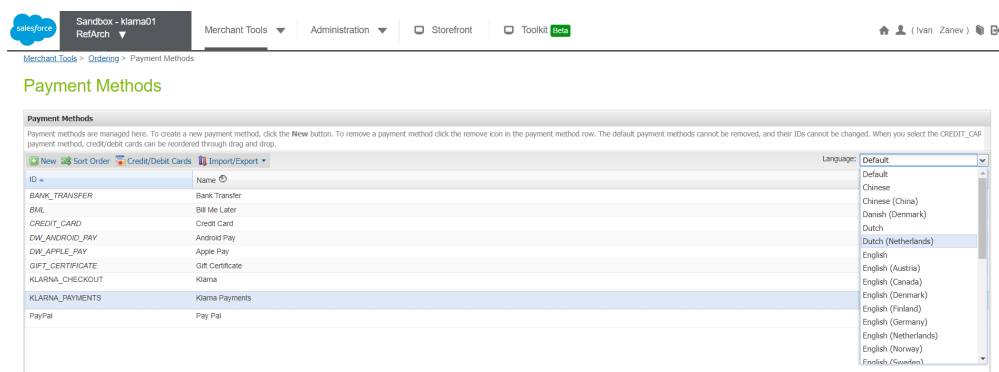 salesforce
Sandbox - klarna01
RefArch
Merchant Tools
Administration
Storefront
Toolkit Beta
( Ivan Zanev )
Merchant Tools > Ordering > Payment Methods
Payment Methods
Payment Methods
Payment methods are managed here. To create a new payment method, click the New button. To remove a payment method click the remove icon in the payment method row. The default payment methods cannot be removed, and their IDs cannot be changed. When you select the CREDIT_CAR
payment method, credit/debit cards can be reordered through drag and drop.
New Sort Order Credit/Debit Cards Import/Export
Language: Default
ID Name
BANK_TRANSFER Bank Transfer
BML Bill Me Later
CREDIT_CARD Credit Card
DW_ANDROID_PAY Android Pay
DW_APPLE_PAY Apple Pay
GIFT_CERTIFICATE Gift Certificate
KLARNA_CHECKOUT Klarna
KLARNA_PAYMENTS Klarna Payments
PayPal Pay Pal
Default
Chinese
Chinese (China)
Danish (Denmark)
Dutch
Dutch (Netherlands)
English
English (Austria)
English (Canada)
English (Denmark)
English (Finland)
English (Germany)
English (Netherlands)
English (Norway)
English (Sweden)